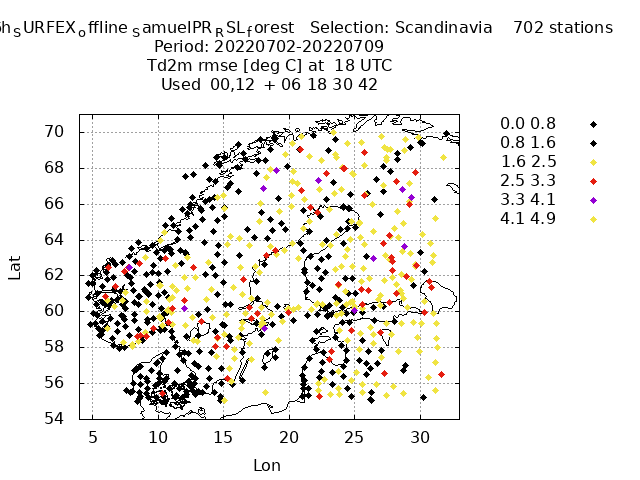 SURFEXoffline SamuelPRRSLforest Selection: Scandinavia 702 stations
Period: 20220702-20220709
Td2m rmse [deg C] at 18 UTC
Used 00,12 + 06 18 30 42
0.0 0.8
0.8 1.6
1.6 2.5
2.5 3.3
3.3 4.1
4.1 4.9
Lat
70
68
66
64
62
60
58
56
54
5 10 15 20 25 30
Lon